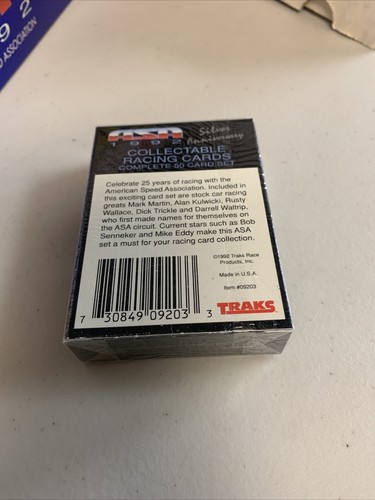 9 2
ASSOCIATION
ASA
1992
Silver
Anniversary
COLLECTABLE
RACING CARDS
COMPLETE 50 CARD SET
Celebrate 25 years of racing with the
American Speed Association. Included in
this exciting card set are stock car racing
greats Mark Martin, Alan Kulwicki, Rusty
Wallace, Dick Trickle and Darrell Waltrip,
who first made names for themselves on
the ASA circuit. Current stars such as Bob
Senneker and Mike Eddy make this ASA
set a must for your racing card collection.
©1992 Traks Race
Products, Inc.
Made in U.S.A.
Item #09203
TRAKS
7 30849 09203 3